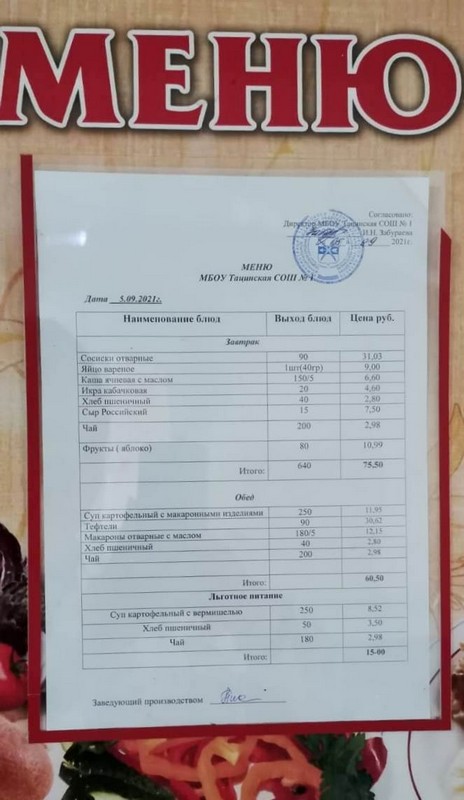 МЕНЮ
Согласовано:
Директор МБОУ Тацинская СОШ № 1
И.Н. Забураева
09 2021г.
МЕНЮ
МБОУ Тацинская СОШ № 1
Дата 5.09.2021г.
Наименование блюд Выход блюд Цена руб.
Завтрак
Сосиски отварные 90 31,03
Яйцо вареное 1шт(40гр) 9,00
Каша ячневая с маслом 150/5 6,60
Икра кабачковая 20 4,60
Хлеб пшеничный 40 2,80
Сыр Российский 15 7,50
Чай 200 2,98
Фрукты ( яблоко) 80 10,99
Итого: 640 75,50
Обед
Суп картофельный с макаронными изделиями 250 11,95
Тефтели 90 30,62
Макароны отварные с маслом 180/5 12,15
Хлеб пшеничный 40 2,80
Чай 200 2,98
Итого: 60,50
Льготное питание
Суп картофельный с вермишелью 250 8,52
Хлеб пшеничный 50 3,50
Чай 180 2,98
Итого: 15-00
Заведующий производством